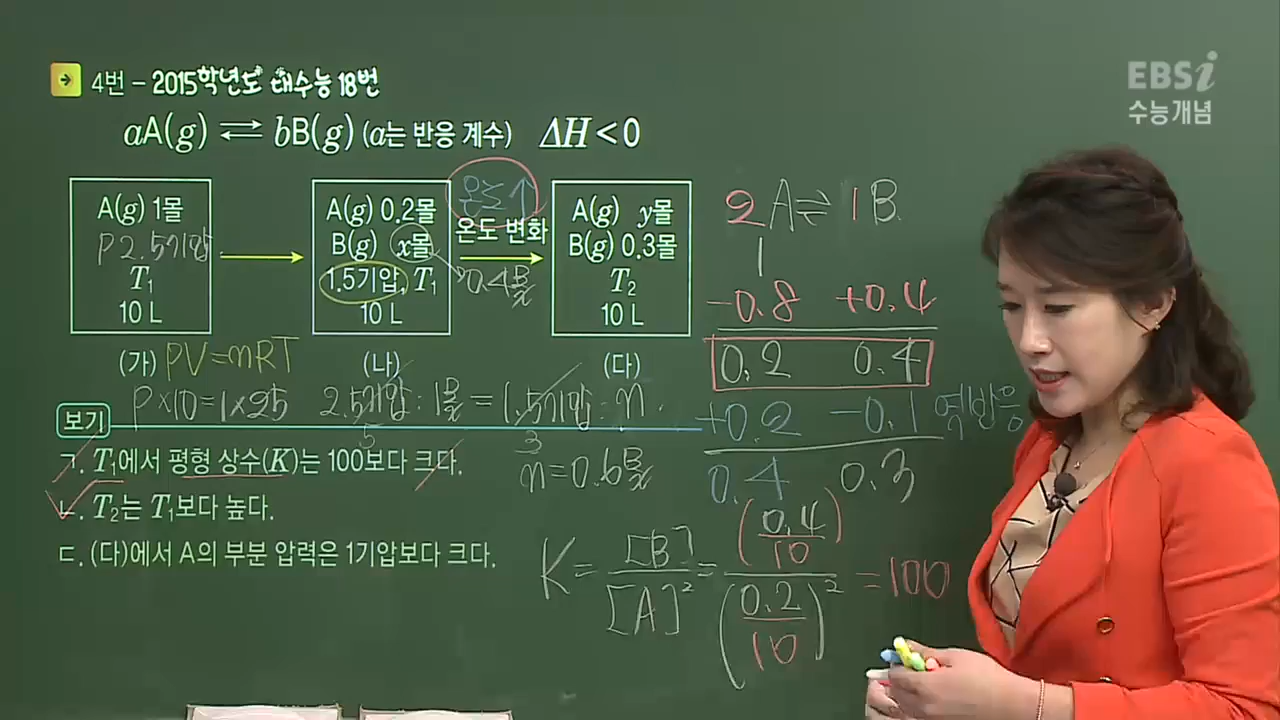 EBSi
수능개념
4번 – 2015학년도 대수능 18번
aA(g) ⇄ bB(g) (a는 반응 계수) ΔH < 0
A(g) 1몰
P 2.5기압
T₁
10 L
(가)
A(g) 0.2몰
B(g) x몰
1.5기압, T₁
10 L
(나)
0.4몰
온도↑
온도 변화
A(g) y몰
B(g) 0.3몰
T₂
10 L
(다)
PV=nRT
P×10=1×25 2.5기압:1몰=1.5기압:n
5 3
n=0.6몰
보기
ㄱ. T₁에서 평형 상수(K)는 100보다 크다.
ㄴ. T₂는 T₁보다 높다.
ㄷ. (다)에서 A의 부분 압력은 1기압보다 크다.
2A⇌1B
1
-0.8 +0.4
0.2 0.4
+0.2 -0.1 역반응
0.4 0.3
K=[B]/[A]²=(0.4/10)/(0.2/10)²=100